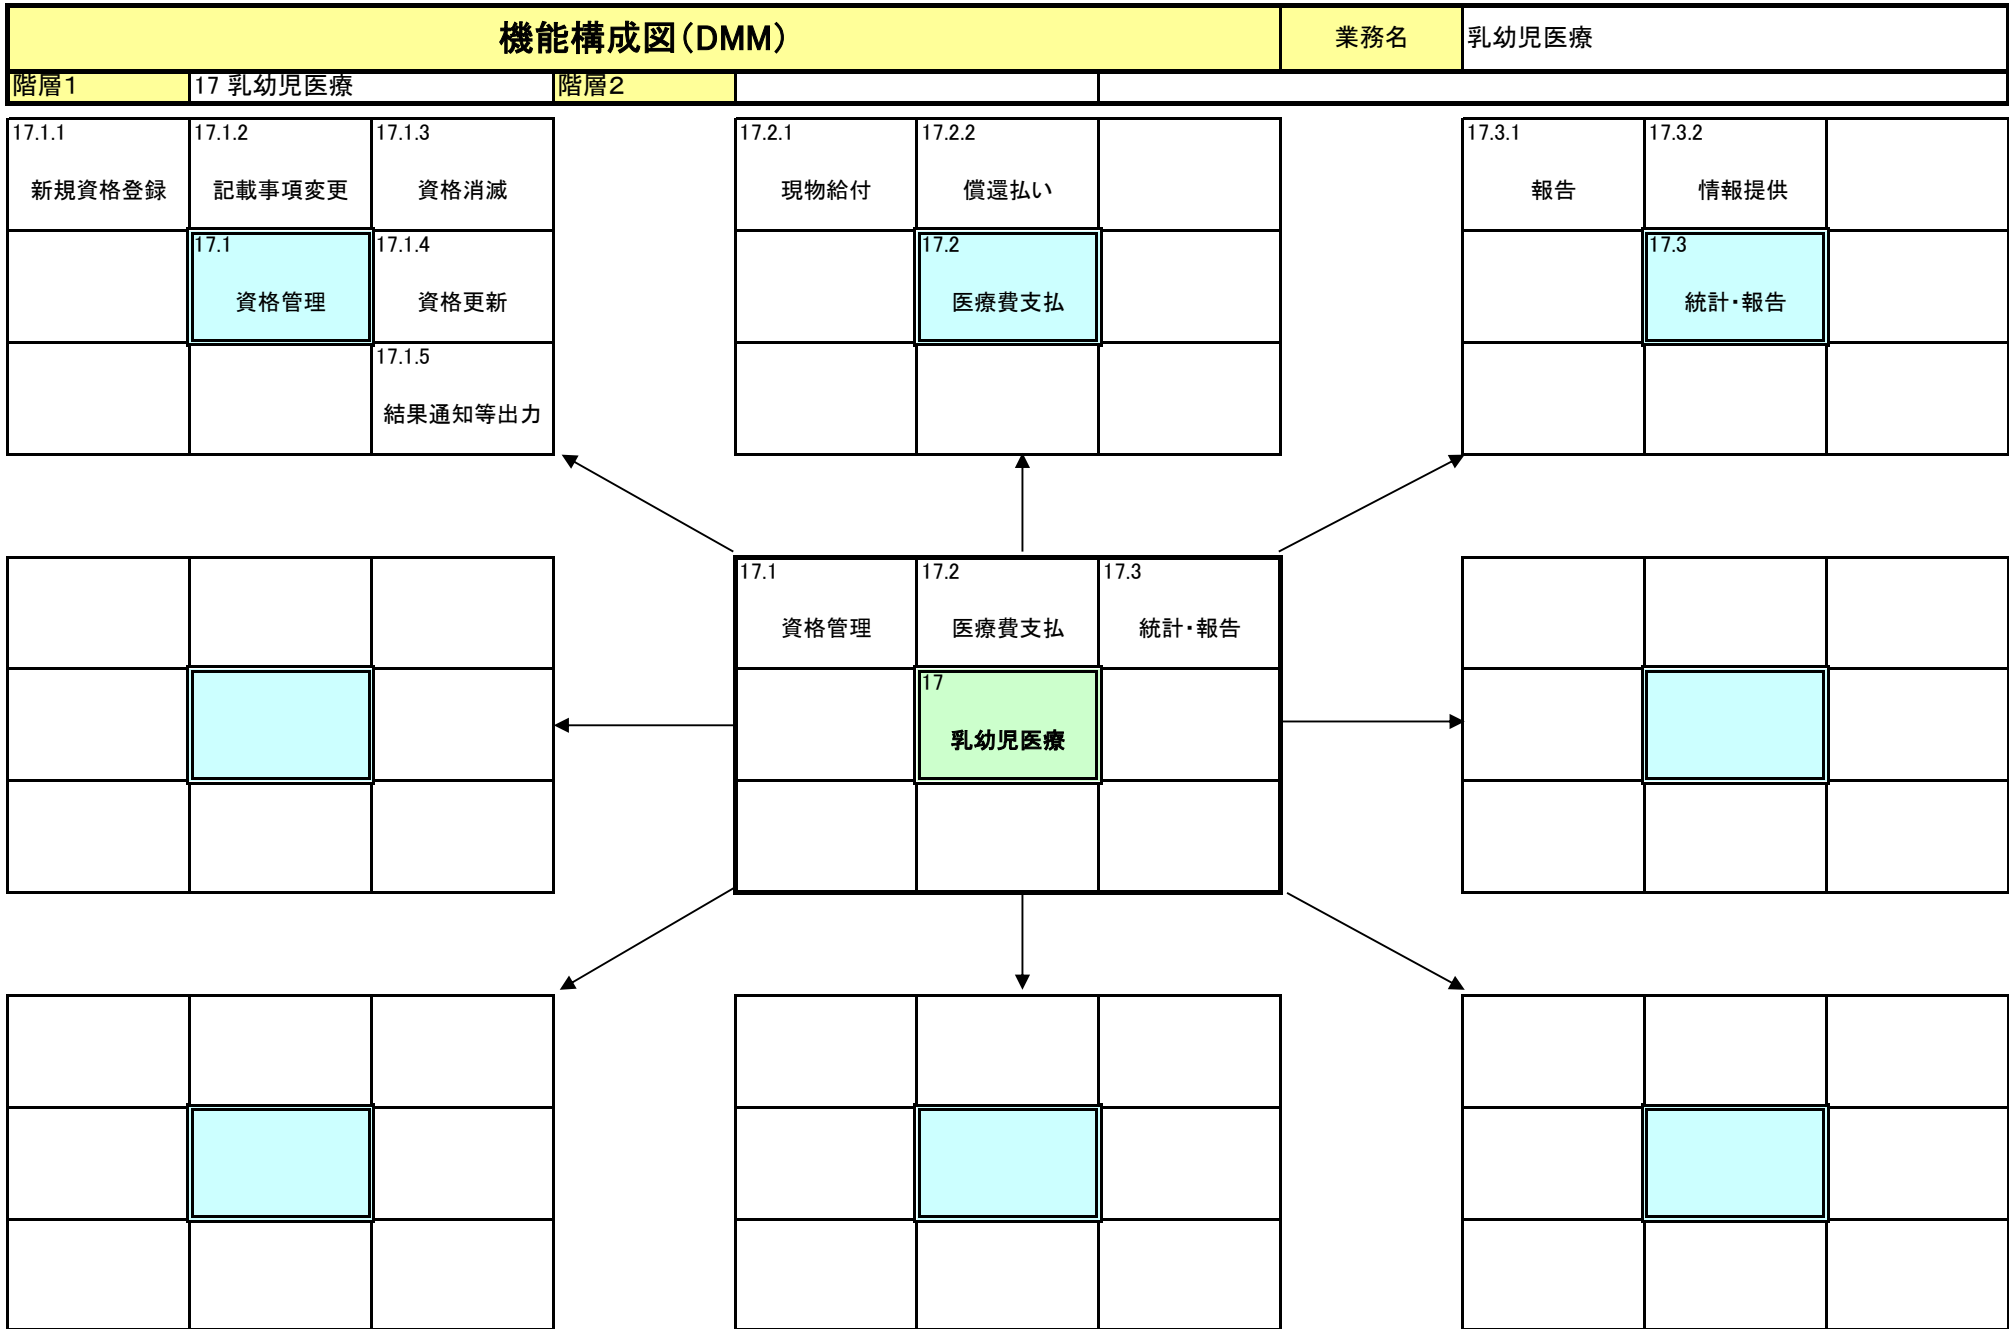 機能構成図（DMM）
業務名
乳幼児医療
階層１
17 乳幼児医療
階層２
17.1.1
17.1.2
17.1.3
新規資格登録
記載事項変更
資格消滅
17.1
17.1.4
資格管理
資格更新
17.1.5
結果通知等出力
17.2.1
17.2.2
現物給付
償還払い
17.2
医療費支払
17.3.1
17.3.2
報告
情報提供
17.3
統計・報告
17.1
17.2
17.3
資格管理
医療費支払
統計・報告
17
乳幼児医療